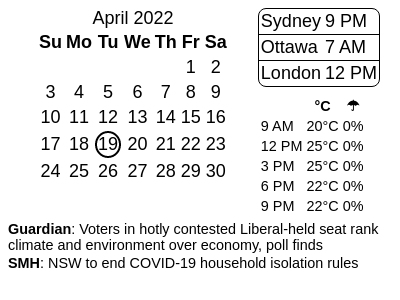 April 2022
Su Mo Tu We Th Fr Sa
1 2
3 4 5 6 7 8 9
10 11 12 13 14 15 16
17 18 19 20 21 22 23
24 25 26 27 28 29 30
Sydney 9 PM
Ottawa 7 AM
London 12 PM
°C ☂
9 AM 20°C 0%
12 PM 25°C 0%
3 PM 25°C 0%
6 PM 22°C 0%
9 PM 22°C 0%
Guardian: Voters in hotly contested Liberal-held seat rank
climate and environment over economy, poll finds
SMH: NSW to end COVID-19 household isolation rules